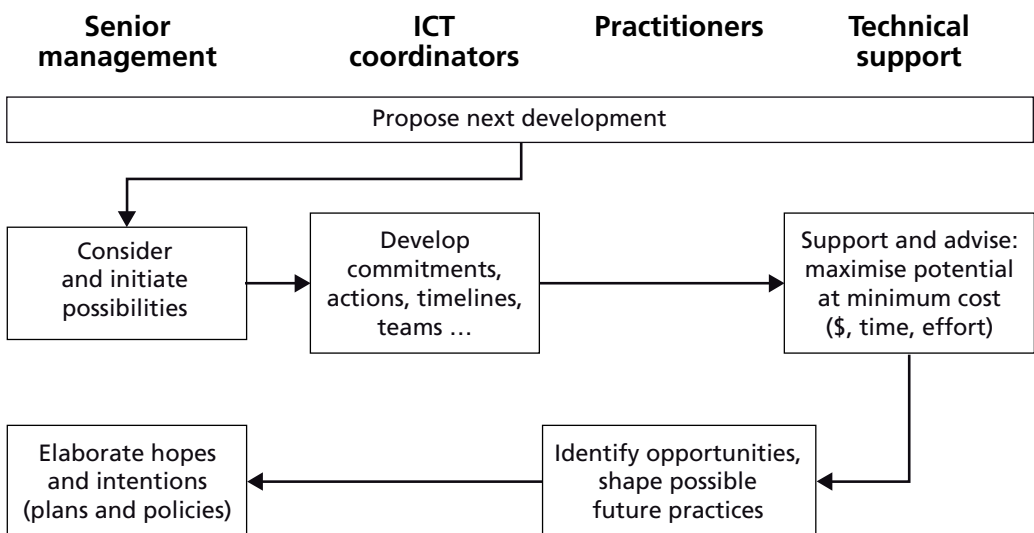 Senior
management
ICT
coordinators
Practitioners
Technical
support
Propose next development
Consider
and initiate
possibilities
Develop
commitments,
actions, timelines,
teams …
Support and advise:
maximise potential
at minimum cost
($, time, effort)
Elaborate hopes
and intentions
(plans and policies)
Identify opportunities,
shape possible
future practices